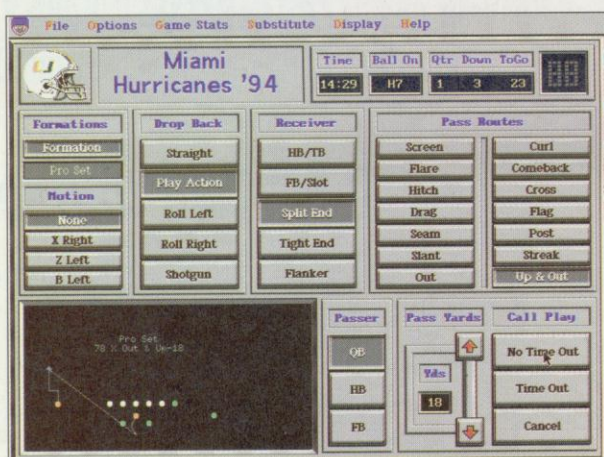 File Options Game Stats Substitute Display Help
Miami
Hurricanes '94
Time Ball On Qtr Down ToGo
14:29 H7 1 3 23
Formations Drop Back Receiver Pass Routes
Formation
Pro Set
Motion
None
X Right
Z Left
B Left
Straight
Play Action
Roll Left
Roll Right
Shotgun
HB/TB
FB/Slot
Split End
Tight End
Flanker
Screen
Flare
Hitch
Drag
Seam
Slant
Out
Curl
Comeback
Cross
Flag
Post
Streak
Up & Out
Pro Set
78 X Out & Up-18
Passer
QB
HB
FB
Pass Yards
Yds
18
Call Play
No Time Out
Time Out
Cancel